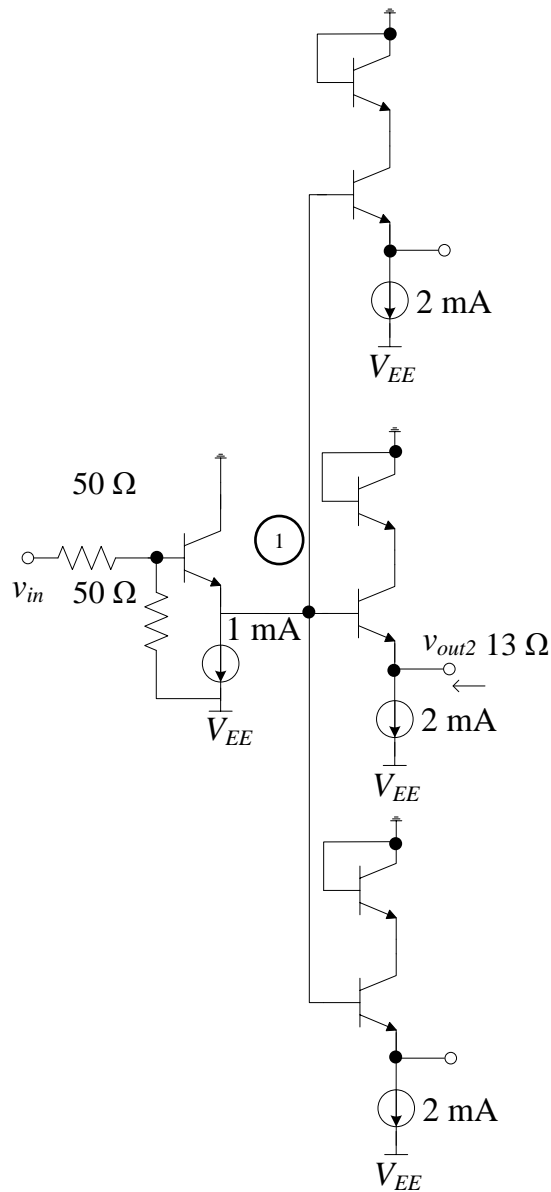 2 mA
V_EE
50 Ω
1
v_in
50 Ω
1 mA
v_out2 13 Ω
V_EE
2 mA
V_EE
2 mA
V_EE